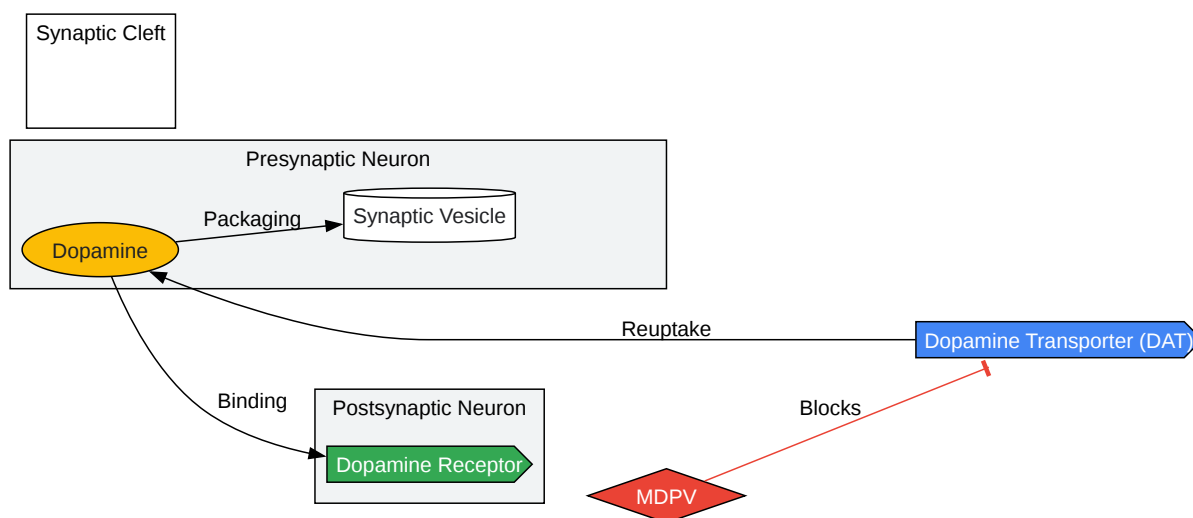 Synaptic Cleft
Presynaptic Neuron
Packaging
Synaptic Vesicle
Dopamine
Reuptake
Dopamine Transporter (DAT)
Binding
Postsynaptic Neuron
Blocks
Dopamine Receptor
MDPV